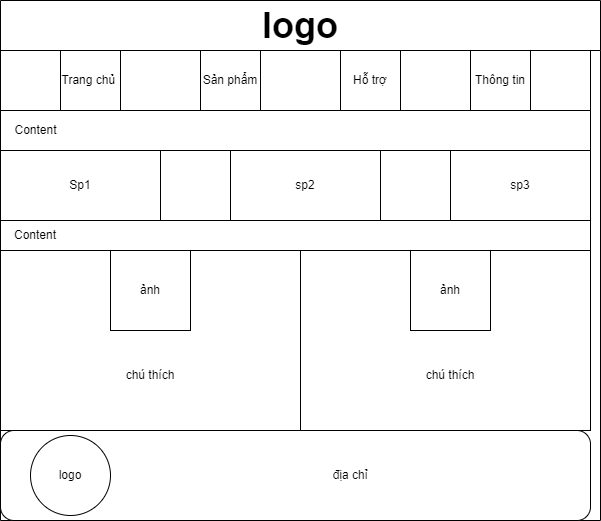 logo
Trang chủ
Sản phẩm
Hỗ trợ
Thông tin
Content
Sp1
sp2
sp3
Content
ảnh
ảnh
chú thích
chú thích
logo
địa chỉ